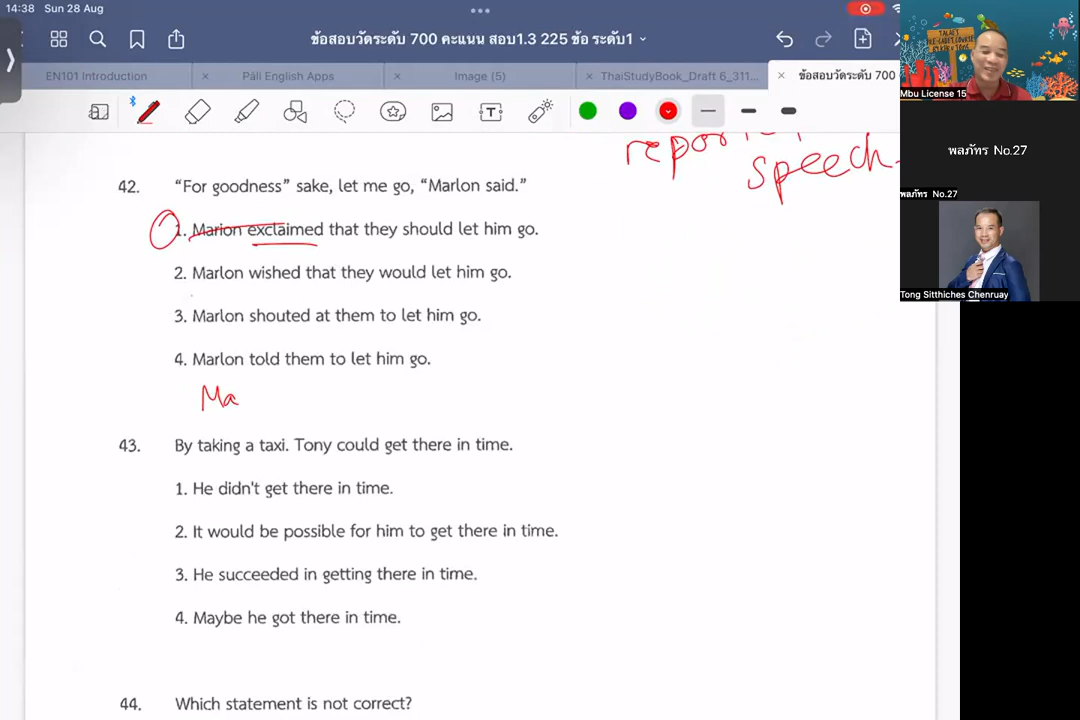 14:38 Sun 28 Aug
ข้อสอบวัดระดับ 700 คะแนน สอบ1.3 225 ข้อ ระดับ1
EN101 Introduction
Páli English Apps
Image (5)
ThaiStudyBook_Draft 6_311...
ข้อสอบวัดระดับ 700
reporte
speech
42. "For goodness" sake, let me go, "Marlon said."
1. Marlon exclaimed that they should let him go.
2. Marlon wished that they would let him go.
3. Marlon shouted at them to let him go.
4. Marlon told them to let him go.
Ma
43. By taking a taxi. Tony could get there in time.
1. He didn't get there in time.
2. It would be possible for him to get there in time.
3. He succeeded in getting there in time.
4. Maybe he got there in time.
44. Which statement is not correct?
Mbu License 15
พลภัทร No.27
พลภัทร No.27
Tong Sitthiches Chenruay